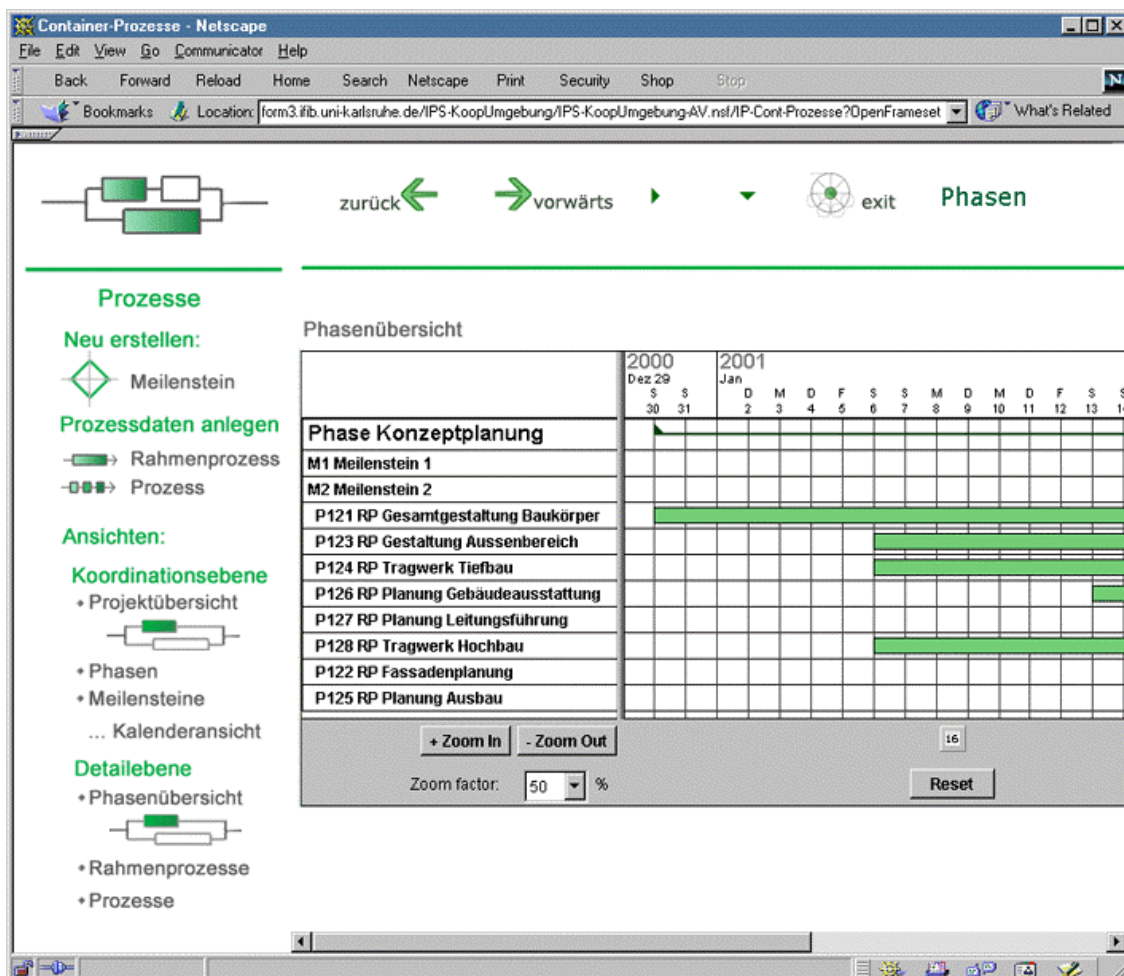 Container-Prozesse - Netscape
File Edit View Go Communicator Help
Back Forward Reload Home Search Netscape Print Security Shop Stop
Bookmarks Location: form3.ifib.uni-karlsruhe.de/IPS-KoopUmgebung/IPS-KoopUmgebung-AV.nsf/IP-Cont-Prozesse?OpenFrameset What's Related
zurück vorwärts exit Phasen
Prozesse
Neu erstellen:
Meilenstein
Prozessdaten anlegen
Rahmenprozess
Prozess
Ansichten:
Koordinationsebene
Projektübersicht
Phasen
Meilensteine
... Kalenderansicht
Detailebene
Phasenübersicht
Rahmenprozesse
Prozesse
Phasenübersicht
2000 2001
Dez 29 Jan
S S D M D F S S M D M D F S S
30 31 2 3 4 5 6 7 8 9 10 11 12 13 14
Phase Konzeptplanung
M1 Meilenstein 1
M2 Meilenstein 2
P121 RP Gesamtgestaltung Baukörper
P123 RP Gestaltung Aussenbereich
P124 RP Tragwerk Tiefbau
P126 RP Planung Gebäudeausstattung
P127 RP Planung Leitungsführung
P128 RP Tragwerk Hochbau
P122 RP Fassadenplanung
P125 RP Planung Ausbau
+ Zoom In - Zoom Out 16
Zoom factor: 50 % Reset